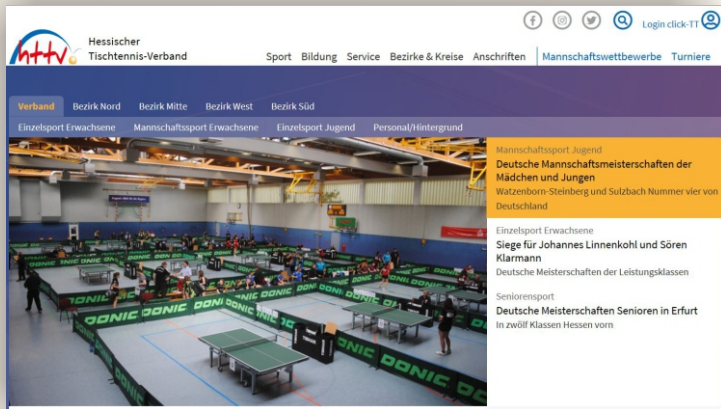 Login click-TT
httv
Hessischer
Tischtennis-Verband
Sport Bildung Service Bezirke & Kreise Anschriften Mannschaftswettbewerbe Turniere
Verband Bezirk Nord Bezirk Mitte Bezirk West Bezirk Süd
Einzelsport Erwachsene Mannschaftssport Erwachsene Einzelsport Jugend Personal/Hintergrund
Mannschaftssport Jugend
Deutsche Mannschaftsmeisterschaften der
Mädchen und Jungen
Watzenborn-Steinberg und Sulzbach Nummer vier von
Deutschland
Einzelsport Erwachsene
Siege für Johannes Linnenkohl und Sören
Klarmann
Deutsche Meisterschaften der Leistungsklassen
Seniorensport
Deutsche Meisterschaften Senioren in Erfurt
In zwölf Klassen Hessen vorn
DONIC DONIC DONIC DONIC
DONIC DONIC
DONIC
DONIC